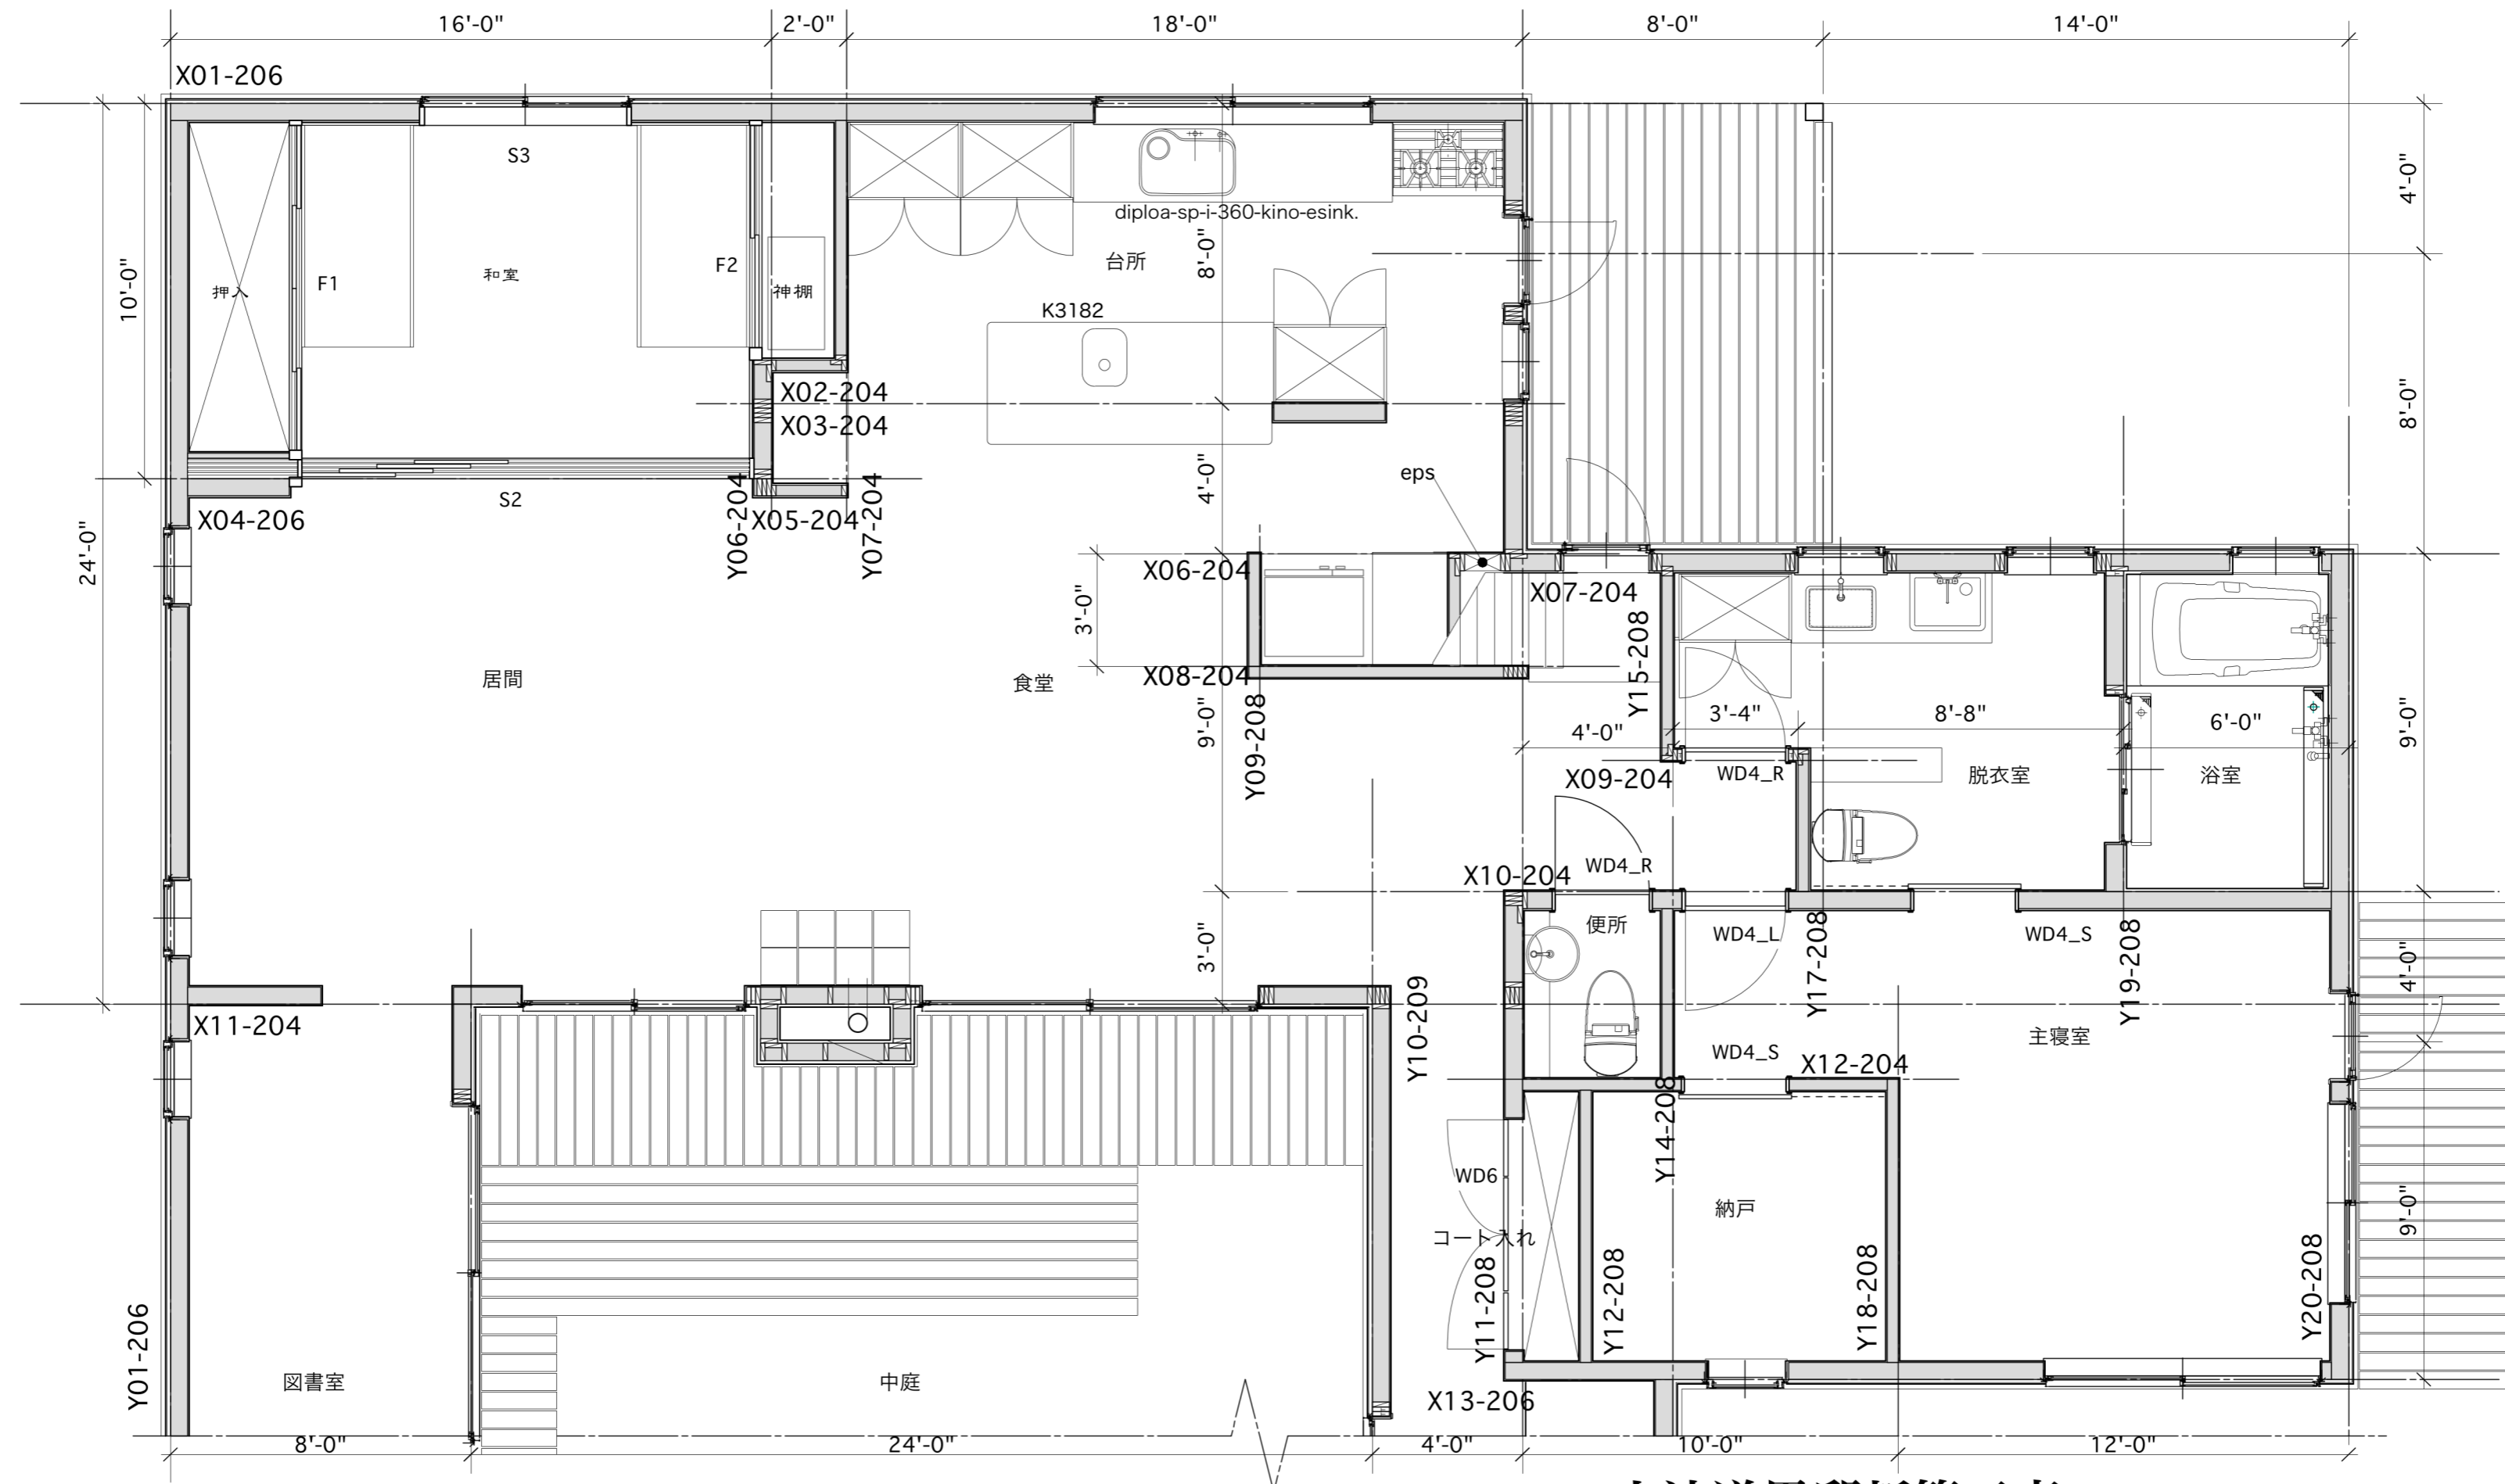 16'-0"
2'-0"
18'-0"
8'-0"
14'-0"
X01-206
S3
4'-0"
diploa-sp-i-360-kino-esink.
8'-0"
台所
F2
10'-0"
押入
F1
和室
神棚
K3182
X02-204
8'-0"
X03-204
4'-0"
eps
S2
X04-206
Y06-204
X05-204
Y07-204
24'-0"
X06-204
X07-204
3'-0"
Y15-208
居間
食堂
X08-204
9'-0"
Y09-208
3'-4"
8'-8"
6'-0"
9'-0"
4'-0"
X09-204
WD4_R
脱衣室
浴室
X10-204
WD4_R
便所
WD4_L
Y17-208
WD4_S
Y19-208
3'-0"
4'-0"
X11-204
Y10-209
主寝室
WD4_S
X12-204
Y14-208
WD6
納戸
9'-0"
コート入れ
Y11-208
Y12-208
Y18-208
Y20-208
Y01-206
図書室
中庭
X13-206
8'-0"
24'-0"
4'-0"
10'-0"
12'-0"